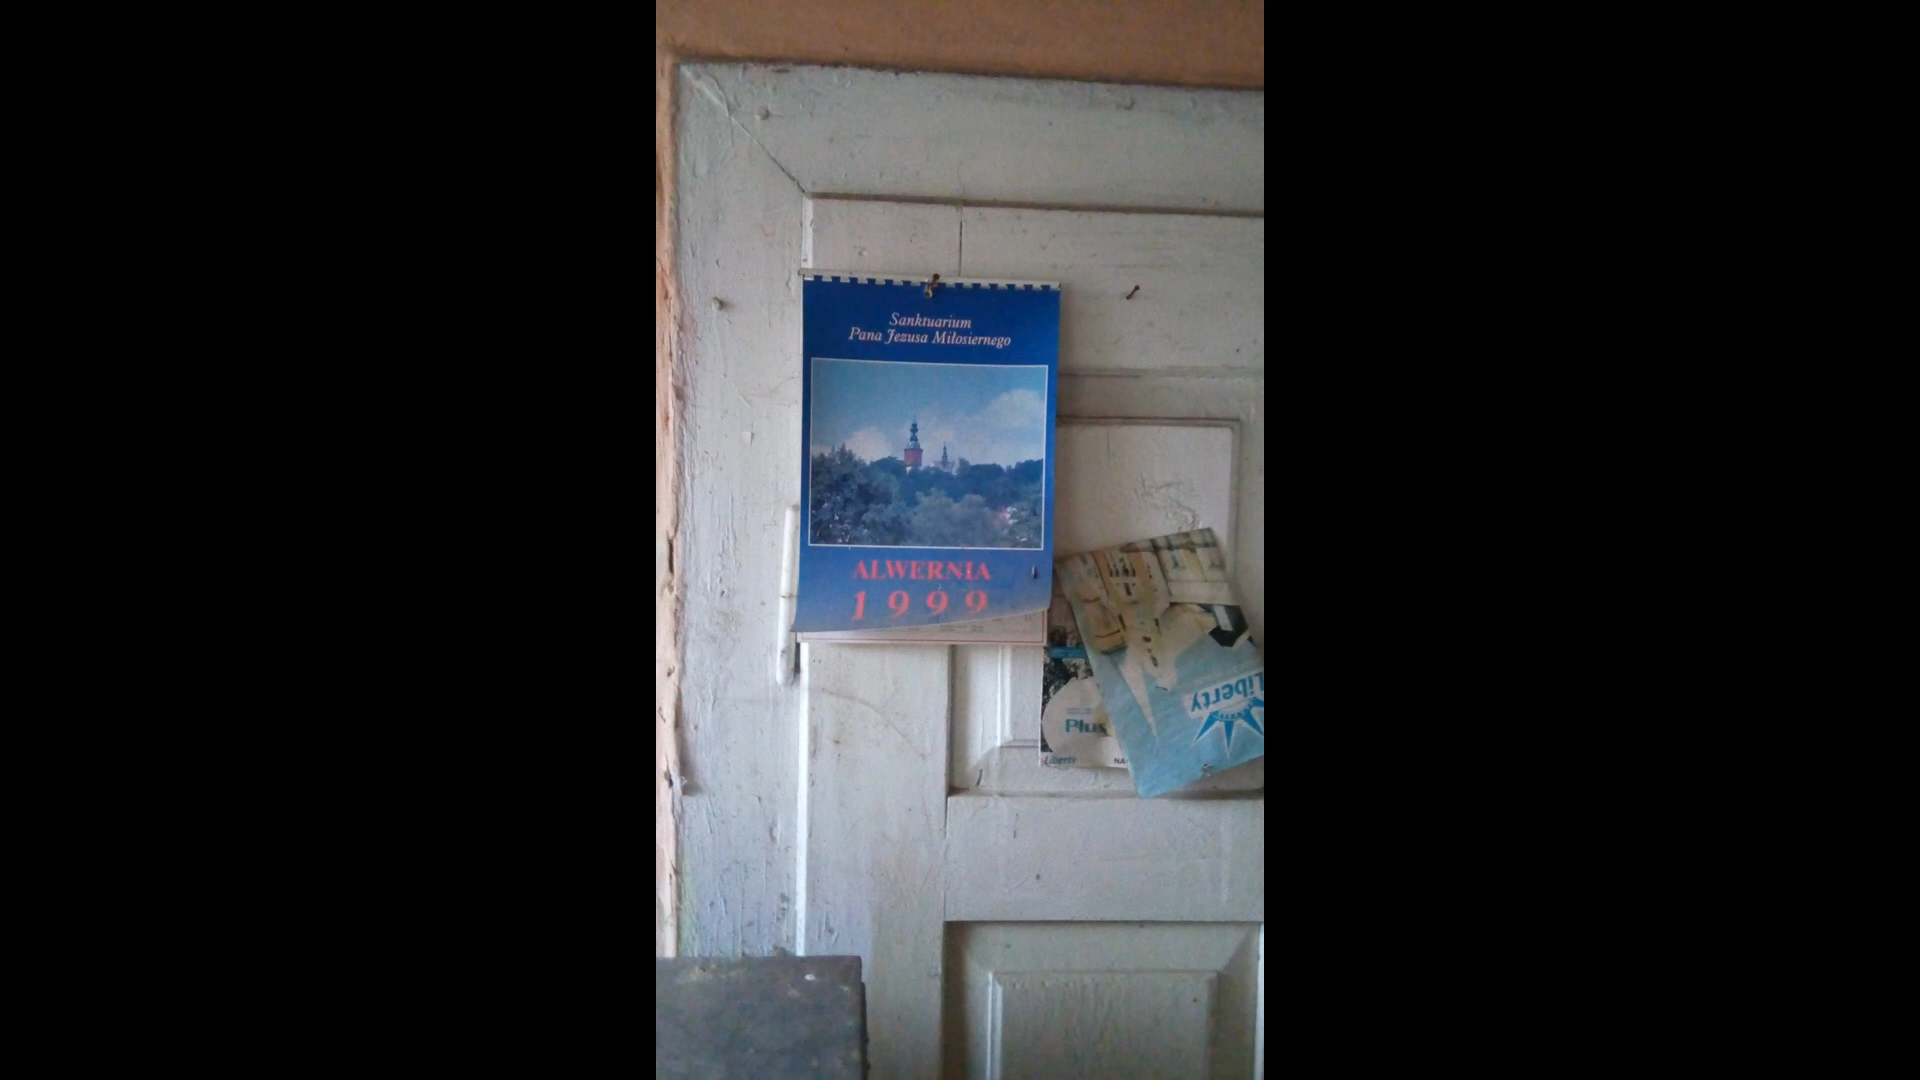 Sanktuarium
Pana Jezusa Miłosiernego
ALWERNIA
1999
Liberty
Plus
Liberty